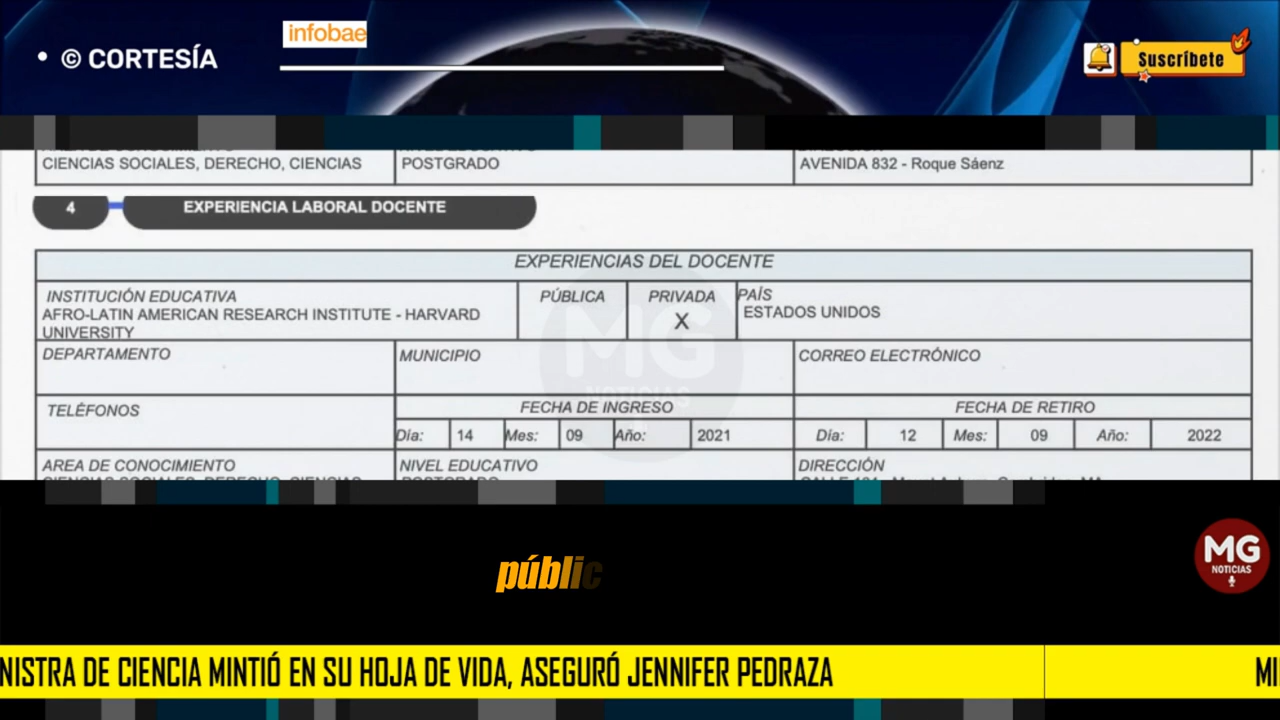 infobae
• © CORTESÍA
Suscríbete
CIENCIAS SOCIALES, DERECHO, CIENCIAS
POSTGRADO
AVENIDA 832 - Roque Sáenz
4 EXPERIENCIA LABORAL DOCENTE
EXPERIENCIAS DEL DOCENTE
INSTITUCIÓN EDUCATIVA
AFRO-LATIN AMERICAN RESEARCH INSTITUTE - HARVARD
UNIVERSITY
PÚBLICA
PRIVADA
X
PAÍS
ESTADOS UNIDOS
DEPARTAMENTO
MUNICIPIO
CORREO ELECTRÓNICO
TELÉFONOS
FECHA DE INGRESO
FECHA DE RETIRO
Día: 14 Mes: 09 Año: 2021
Día: 12 Mes: 09 Año: 2022
AREA DE CONOCIMIENTO
NIVEL EDUCATIVO
DIRECCIÓN
MG
NOTICIAS
públic
MG
NOTICIAS
NISTRA DE CIENCIA MINTIÓ EN SU HOJA DE VIDA, ASEGURÓ JENNIFER PEDRAZA
MI